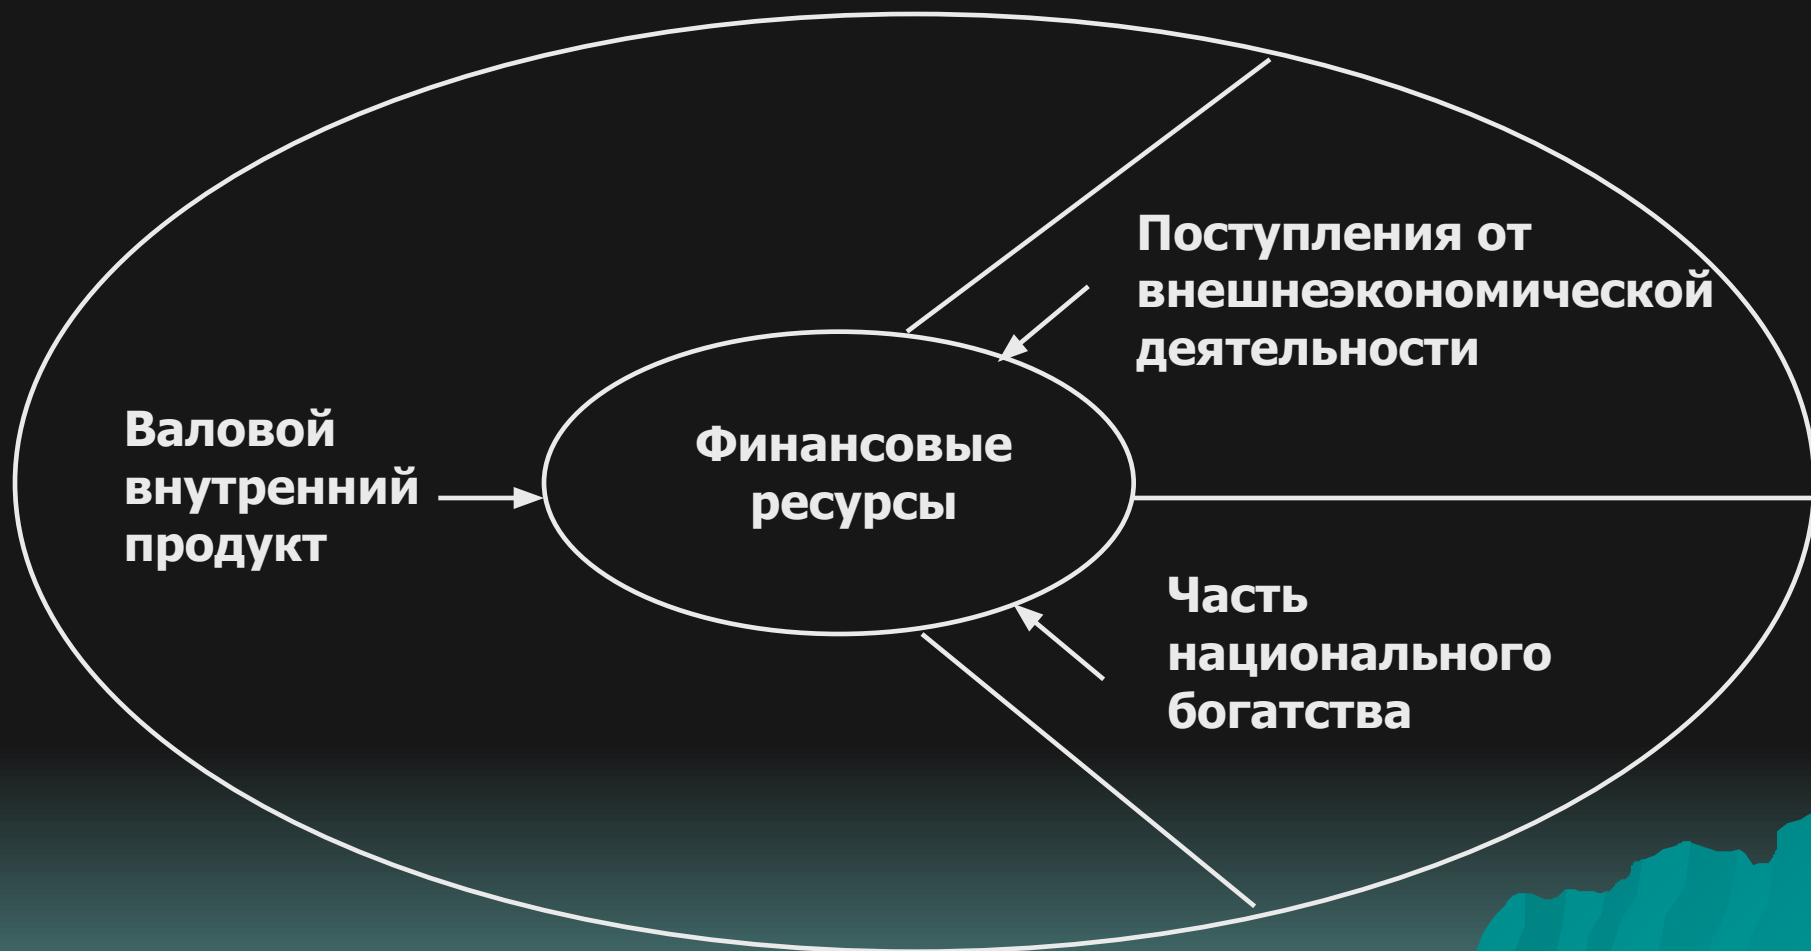 Поступления от
внешнеэкономической
деятельности
Валовой
внутренний
продукт
Финансовые
ресурсы
Часть
национального
богатства